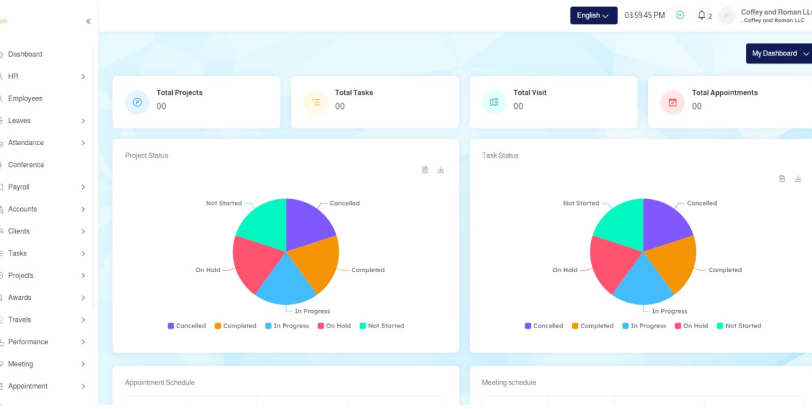 English
03:59:45 PM
2
Coffey and Roman LLC
, Coffey and Roman LLC
Dashboard
HR
Employees
Leaves
Attendance
Conference
Payroll
Accounts
Clients
Tasks
Projects
Awards
Travels
Performance
Meeting
Appointment
My Dashboard
Total Projects
00
Total Tasks
00
Total Visit
00
Total Appointments
00
Project Status
Not Started
Cancelled
On Hold
Completed
In Progress
Cancelled Completed In Progress On Hold Not Started
Task Status
Not Started
Cancelled
On Hold
Completed
In Progress
Cancelled Completed In Progress On Hold Not Started
Appointment Schedule
Meeting schedule